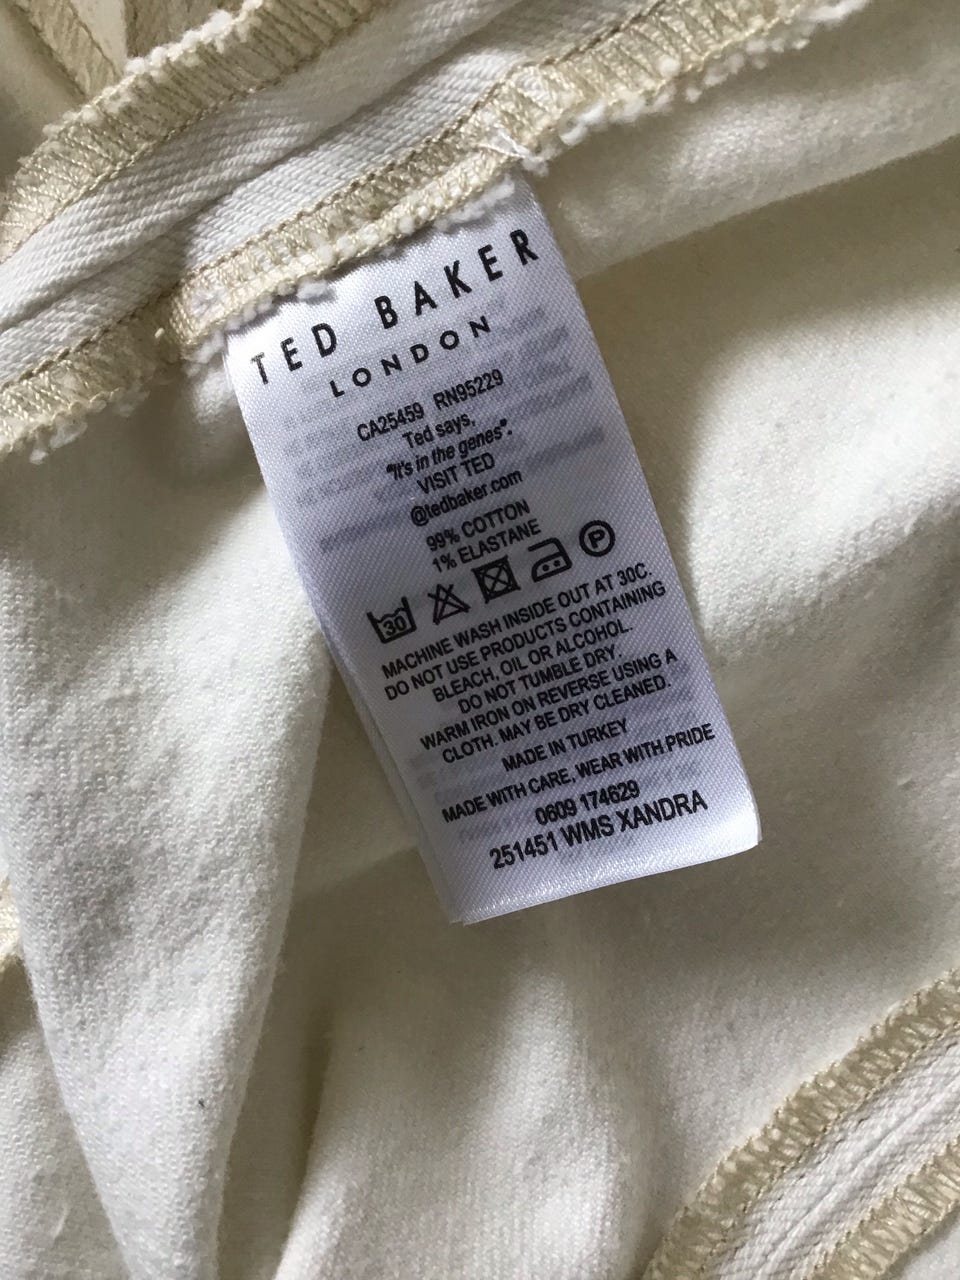 TED BAKER
LONDON
CA25459 RN95229
Ted says,
"It's in the genes".
VISIT TED
@tedbaker.com
99% COTTON
1% ELASTANE
30 P
MACHINE WASH INSIDE OUT AT 30C.
DO NOT USE PRODUCTS CONTAINING
BLEACH, OIL OR ALCOHOL.
DO NOT TUMBLE DRY.
WARM IRON ON REVERSE USING A
CLOTH. MAY BE DRY CLEANED.
MADE IN TURKEY
MADE WITH CARE, WEAR WITH PRIDE
0609 174629
251451 WMS XANDRA